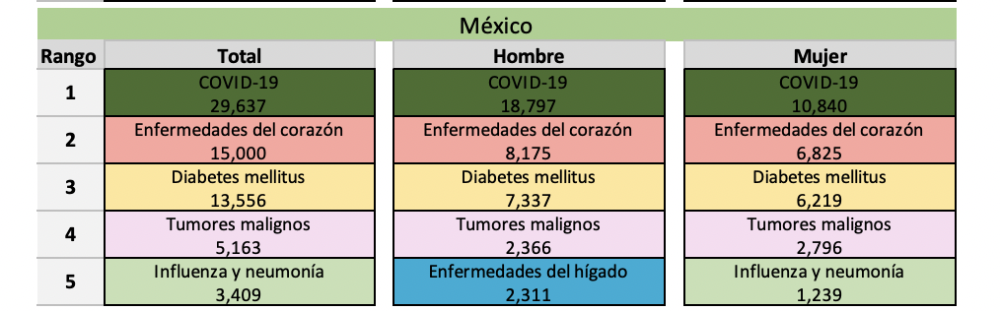 México
Rango Total Hombre Mujer
COVID-19 COVID-19 COVID-19
1
29,637 18,797 10,840
Enfermedades del corazón Enfermedades del corazón Enfermedades del corazón
2
15,000 8,175 6,825
Diabetes mellitus Diabetes mellitus Diabetes mellitus
3
13,556 7,337 6,219
Tumores malignos Tumores malignos Tumores malignos
4
5,163 2,366 2,796
Influenza y neumonía Enfermedades del hígado Influenza y neumonía
5
3,409 2,311 1,239